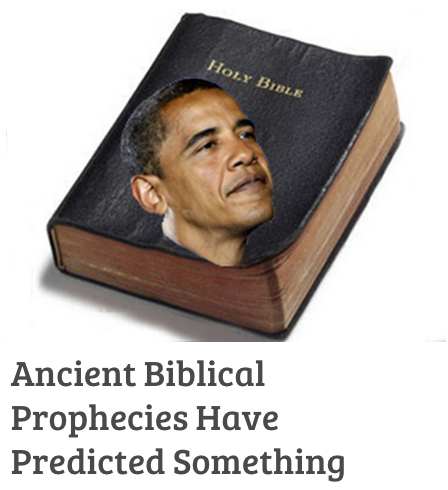 HOLY BIBLE
Ancient Biblical
Prophecies Have
Predicted Something